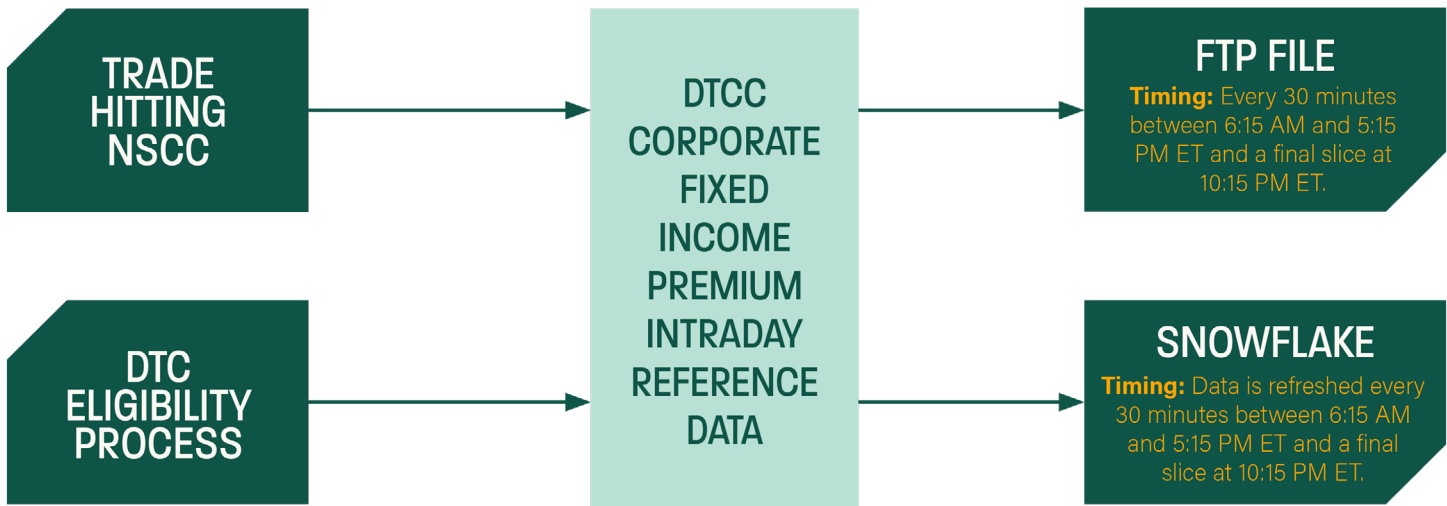 TRADE
HITTING
NSCC
DTC
ELIGIBILITY
PROCESS
DTCC
CORPORATE
FIXED
INCOME
PREMIUM
INTRADAY
REFERENCE
DATA
FTP FILE
Timing: Every 30 minutes
between 6:15 AM and 5:15
PM ET and a final slice at
10:15 PM ET.
SNOWFLAKE
Timing: Data is refreshed every
30 minutes between 6:15 AM
and 5:15 PM ET and a final
slice at 10:15 PM ET.